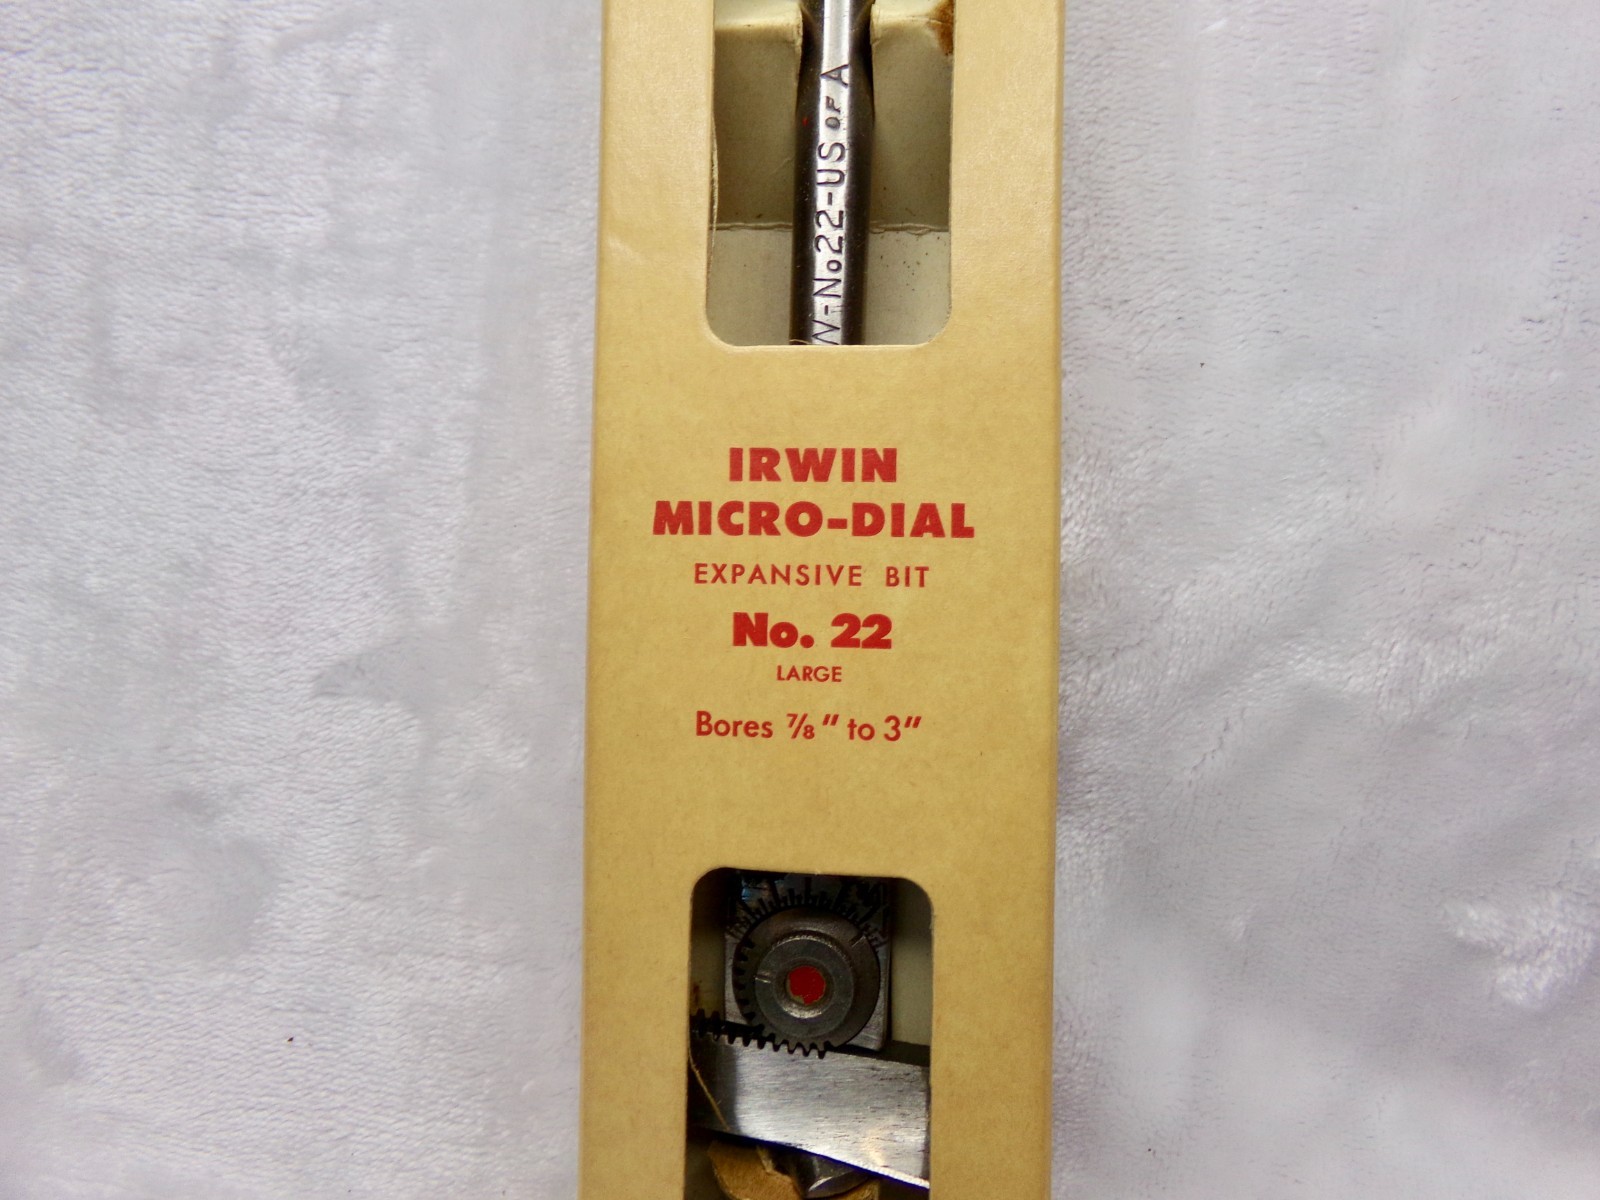 W-No22-US OF A
IRWIN
MICRO-DIAL
EXPANSIVE BIT
No. 22
LARGE
Bores 7/8" to 3"